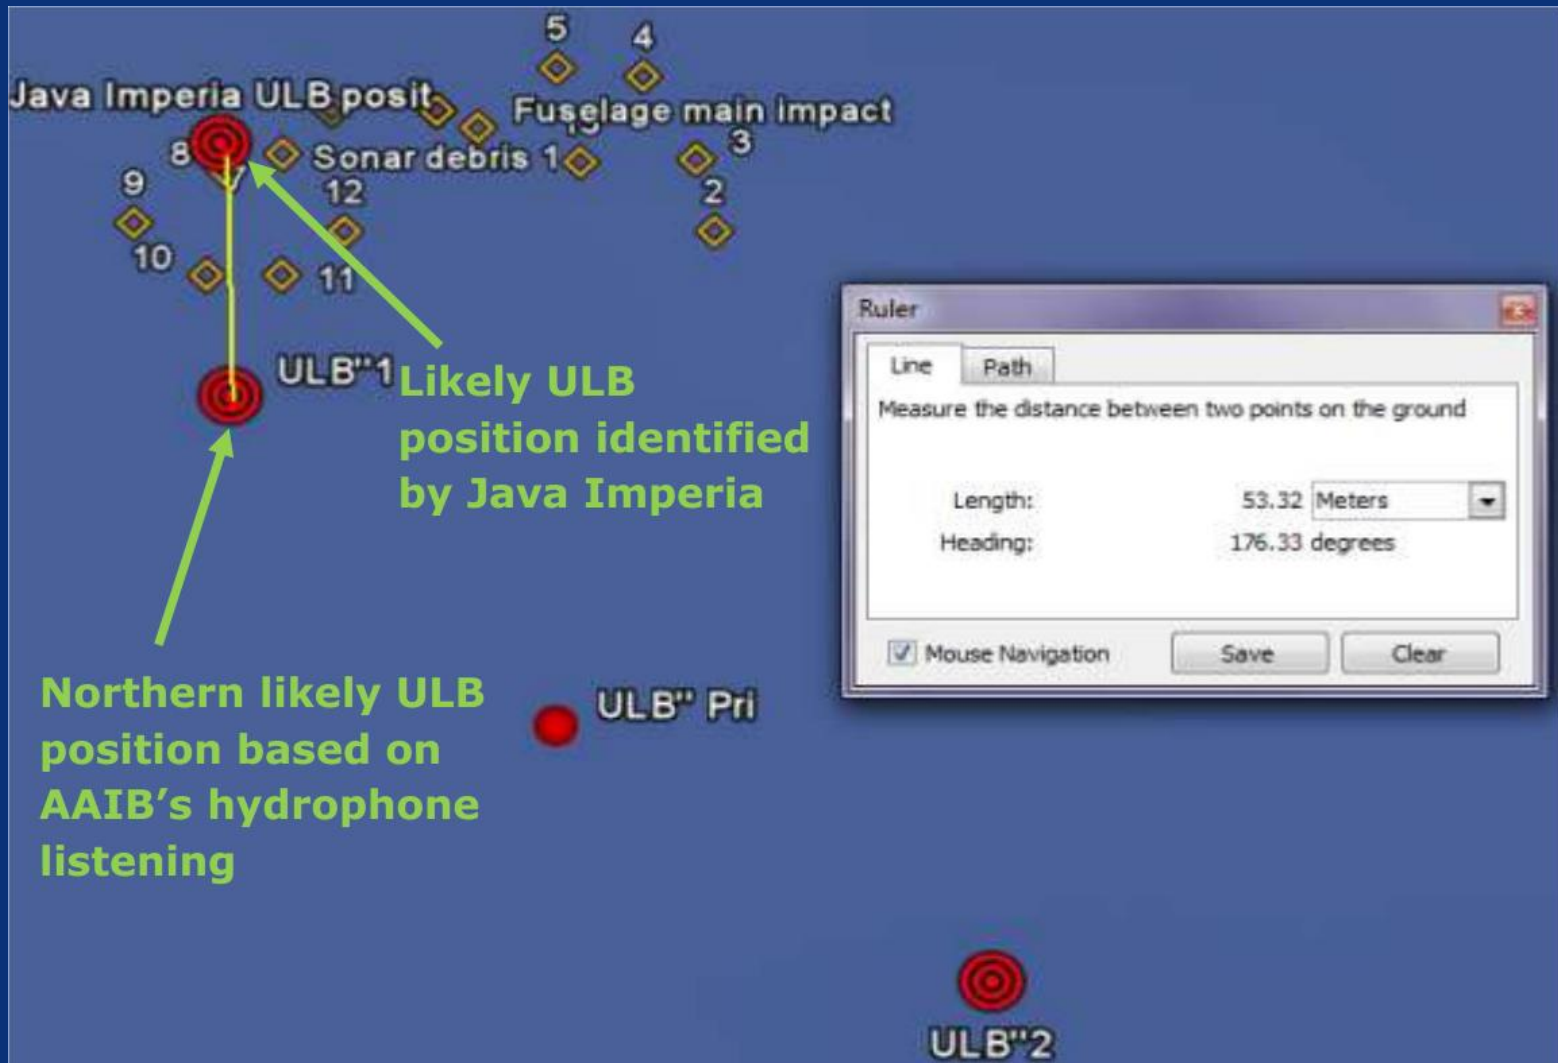 5
4
Java Imperia ULB posit
Fuselage main impact
8
Sonar debris 1
3
9
7
12
2
10
11
ULB"1
Likely ULB
position identified
by Java Imperia
Ruler
Line Path
Measure the distance between two points on the ground
Length: 53.32 Meters
Heading: 176.33 degrees
Mouse Navigation Save Clear
Northern likely ULB
position based on
AAIB’s hydrophone
listening
ULB" Pri
ULB"2